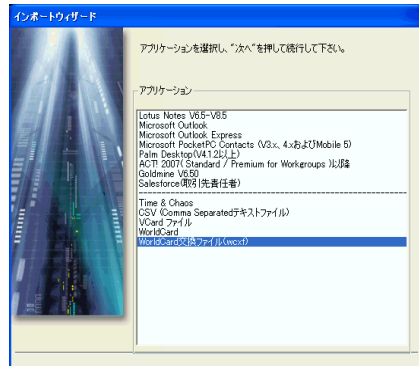 インポートウィザード
アプリケーションを選択し、"次へ"を押して続行して下さい。
アプリケーション
Lotus Notes V6.5-V8.5
Microsoft Outlook
Microsoft Outlook Express
Microsoft PocketPC Contacts (V3.x、4.xおよびMobile 5)
Palm Desktop(V4.1.2以上)
ACT! 2007( Standard / Premium for Workgroups )以降
Goldmine V6.50
Salesforce(取引先責任者)
Time & Chaos
CSV (Comma Separatedテキストファイル)
VCard ファイル
WorldCard
WorldCard交換ファイル(wcxf)